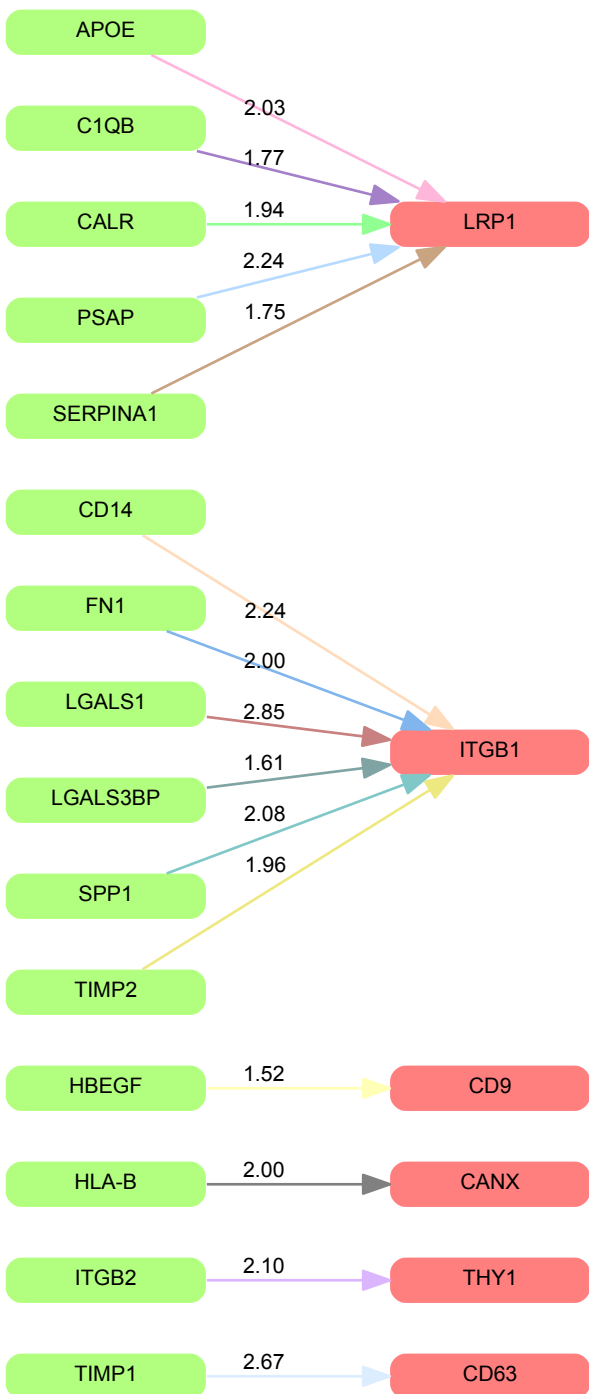 APOE
2.03
C1QB
1.77
CALR
1.94
LRP1
2.24
PSAP
1.75
SERPINA1
CD14
FN1
2.24
2.00
LGALS1
2.85
ITGB1
1.61
LGALS3BP
2.08
SPP1
1.96
TIMP2
HBEGF
1.52
CD9
HLA-B
2.00
CANX
ITGB2
2.10
THY1
TIMP1
2.67
CD63